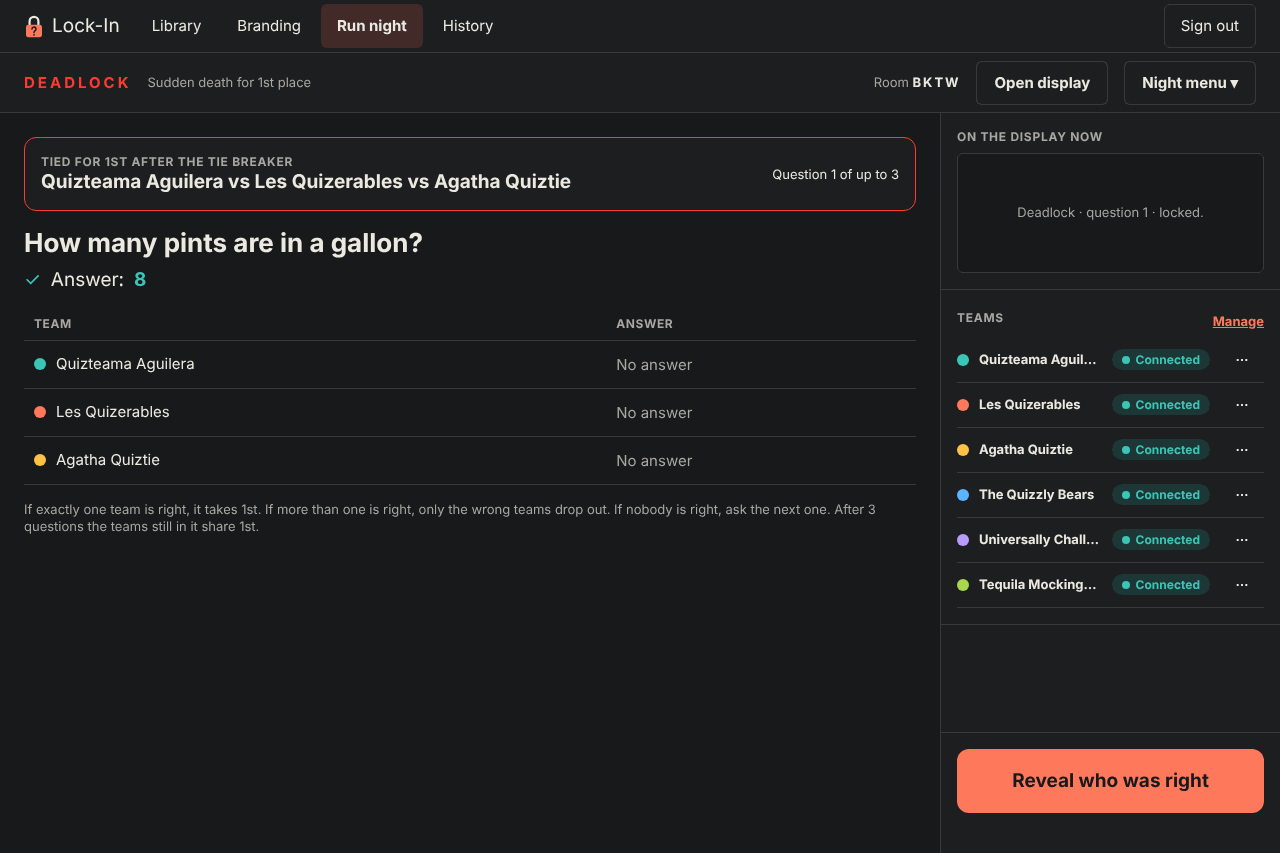 Lock-In
Library
Branding
Run night
History
Sign out
DEADLOCK
Sudden death for 1st place
Room BKTW
Open display
Night menu ▾
TIED FOR 1ST AFTER THE TIE BREAKER
Quizteama Aguilera vs Les Quizerables vs Agatha Quiztie
Question 1 of up to 3
How many pints are in a gallon?
Answer: 8
TEAM
ANSWER
Quizteama Aguilera
No answer
Les Quizerables
No answer
Agatha Quiztie
No answer
If exactly one team is right, it takes 1st. If more than one is right, only the wrong teams drop out. If nobody is right, ask the next one. After 3
questions the teams still in it share 1st.
ON THE DISPLAY NOW
Deadlock · question 1 · locked.
TEAMS
Manage
Quizteama Aguil...
Connected
...
Les Quizerables
Connected
...
Agatha Quiztie
Connected
...
The Quizzly Bears
Connected
...
Universally Chall...
Connected
...
Tequila Mocking...
Connected
...
Reveal who was right